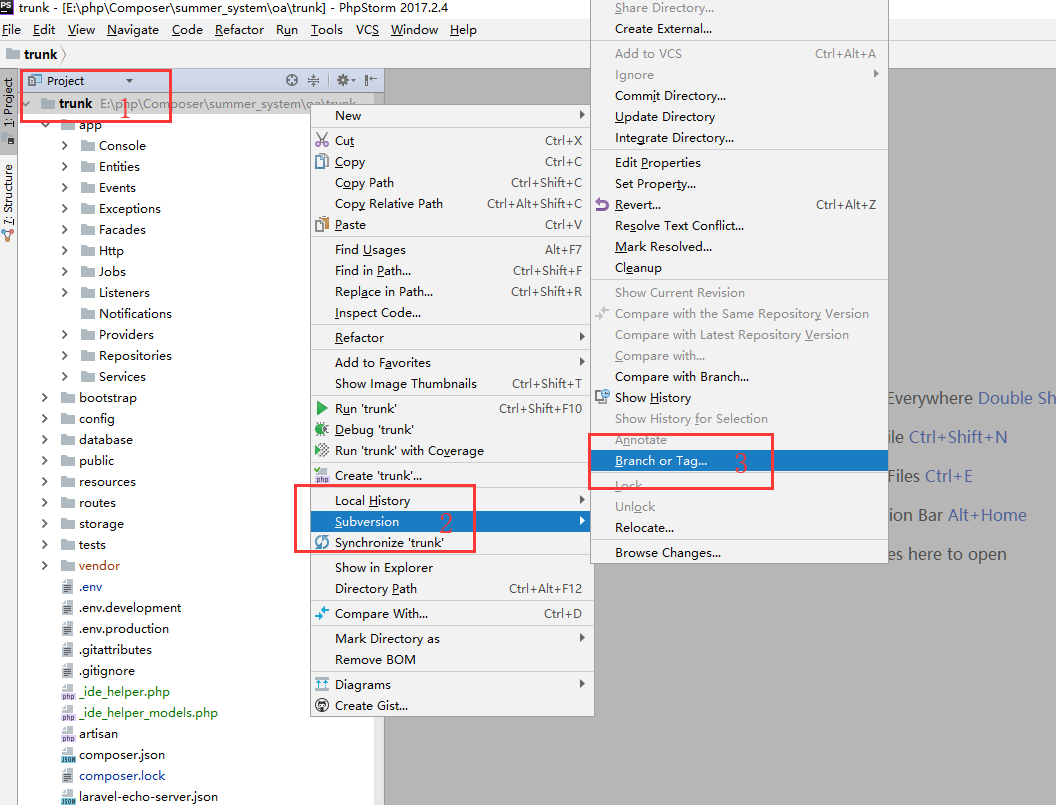 trunk - [E:\php\Composer\summer_system\oa\trunk] - PhpStorm 2017.2.4
File Edit View Navigate Code Refactor Run Tools VCS Window Help
trunk
Project
1
trunk E:\php\Composer\summer_system\oa\trunk
1: Project
7: Structure
app
Console
Entities
Events
Exceptions
Facades
Http
Jobs
Listeners
Notifications
Providers
Repositories
Services
bootstrap
config
database
public
resources
routes
storage
tests
vendor
.env
.env.development
.env.production
.gitattributes
.gitignore
_ide_helper.php
_ide_helper_models.php
artisan
composer.json
composer.lock
laravel-echo-server.json
New
Cut Ctrl+X
Copy Ctrl+C
Copy Path Ctrl+Shift+C
Copy Relative Path Ctrl+Alt+Shift+C
Paste Ctrl+V
Find Usages Alt+F7
Find in Path... Ctrl+Shift+F
Replace in Path... Ctrl+Shift+R
Inspect Code...
Refactor
Add to Favorites
Show Image Thumbnails Ctrl+Shift+T
Run 'trunk' Ctrl+Shift+F10
Debug 'trunk'
Run 'trunk' with Coverage
Create 'trunk'...
Local History
Subversion 2
Synchronize 'trunk'
Show in Explorer
Directory Path Ctrl+Alt+F12
Compare With... Ctrl+D
Mark Directory as
Remove BOM
Diagrams
Create Gist...
Share Directory...
Create External...
Add to VCS Ctrl+Alt+A
Ignore
Commit Directory...
Update Directory
Integrate Directory...
Edit Properties
Set Property...
Revert... Ctrl+Alt+Z
Resolve Text Conflict...
Mark Resolved...
Cleanup
Show Current Revision
Compare with the Same Repository Version
Compare with Latest Repository Version
Compare with...
Compare with Branch...
Show History
Show History for Selection
Annotate
Branch or Tag... 3
Lock
Unlock
Relocate...
Browse Changes...
Everywhere Double Sh
ile Ctrl+Shift+N
Files Ctrl+E
ion Bar Alt+Home
es here to open